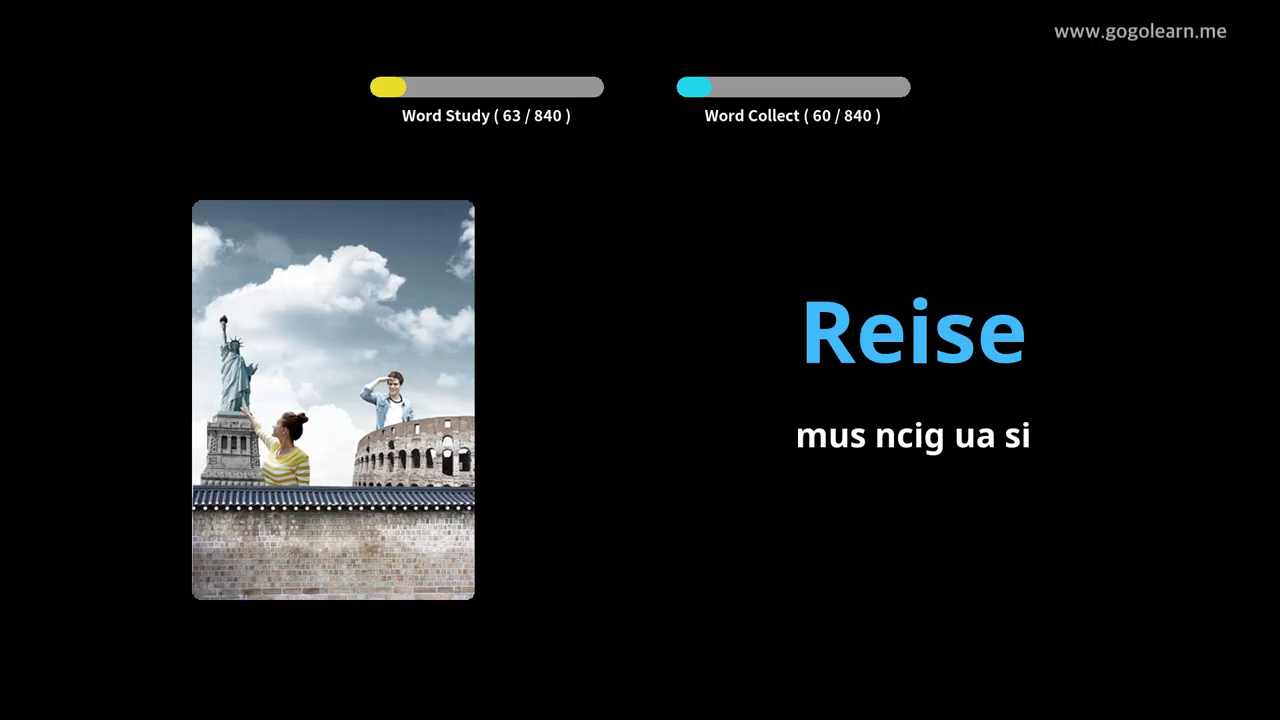 www.gogolearn.me
Word Study ( 63 / 840 )
Word Collect ( 60 / 840 )
Reise
mus ncig ua si